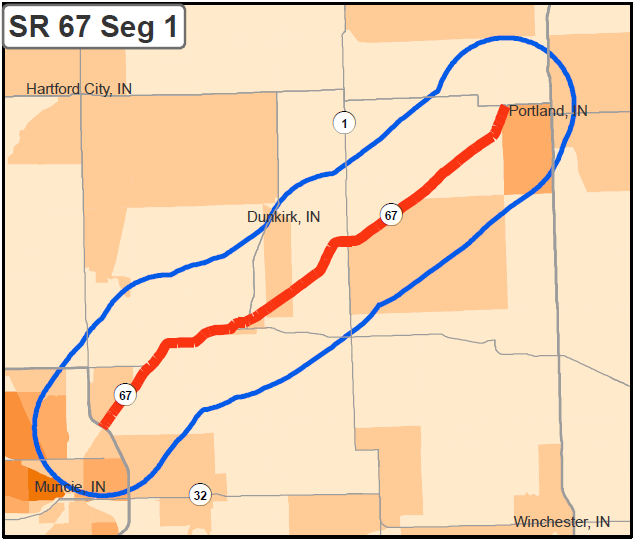 SR 67 Seg 1
Hartford City, IN
Portland, IN
1
67
Dunkirk, IN
67
Muncie, IN
32
Winchester, IN